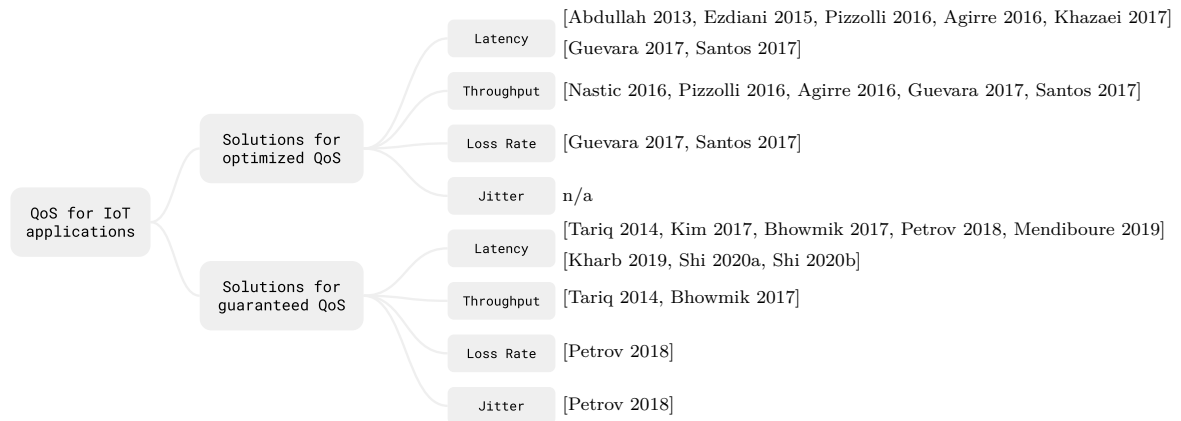 QoS for IoT
applications
Solutions for
optimized QoS
Latency
[Abdullah 2013, Ezdiani 2015, Pizzolli 2016, Agirre 2016, Khazaei 2017]
[Guevara 2017, Santos 2017]
Throughput
[Nastic 2016, Pizzolli 2016, Agirre 2016, Guevara 2017, Santos 2017]
Loss Rate
[Guevara 2017, Santos 2017]
Jitter
n/a
Solutions for
guaranteed QoS
Latency
[Tariq 2014, Kim 2017, Bhowmik 2017, Petrov 2018, Mendiboure 2019]
[Kharb 2019, Shi 2020a, Shi 2020b]
Throughput
[Tariq 2014, Bhowmik 2017]
Loss Rate
[Petrov 2018]
Jitter
[Petrov 2018]